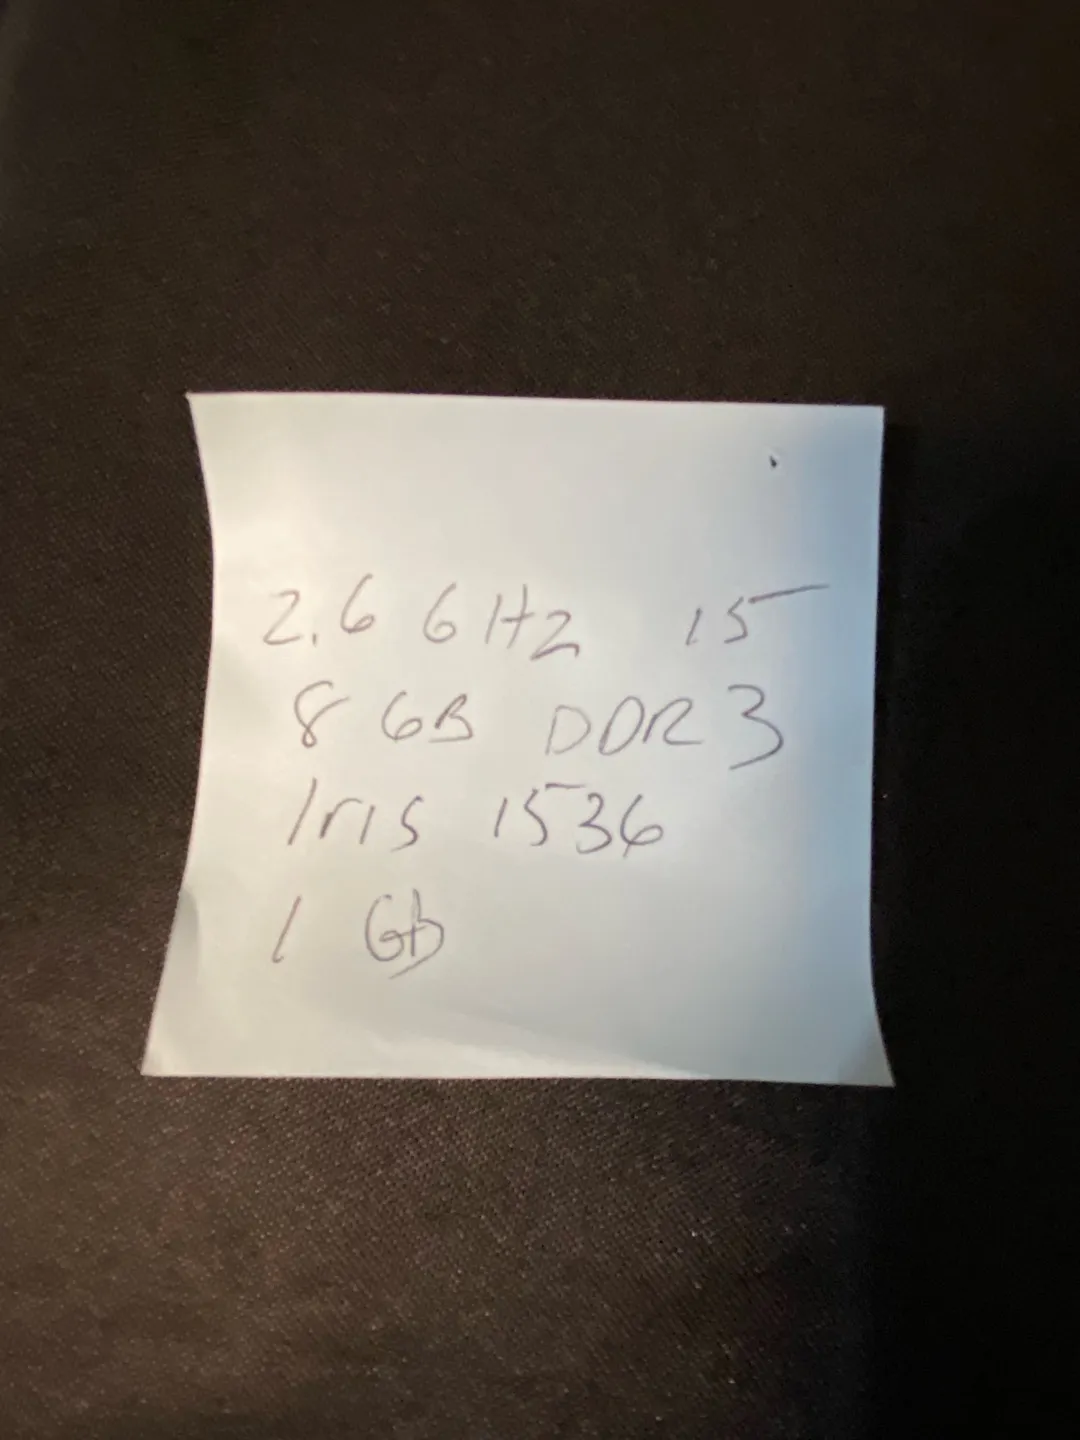 2.6 GHz i5
8 GB DDR3
Iris 1536
1 GB